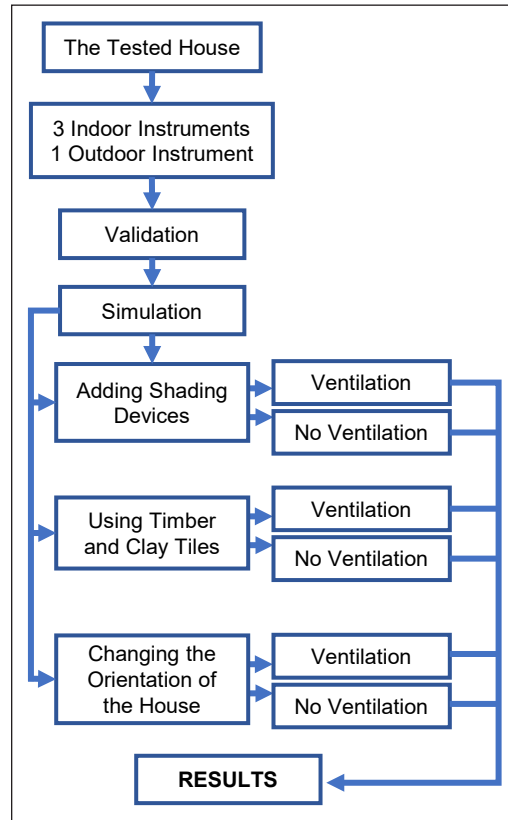 The Tested House
3 Indoor Instruments
1 Outdoor Instrument
Validation
Simulation
Adding Shading
Devices
Ventilation
No Ventilation
Using Timber
and Clay Tiles
Ventilation
No Ventilation
Changing the
Orientation of
the House
Ventilation
No Ventilation
RESULTS